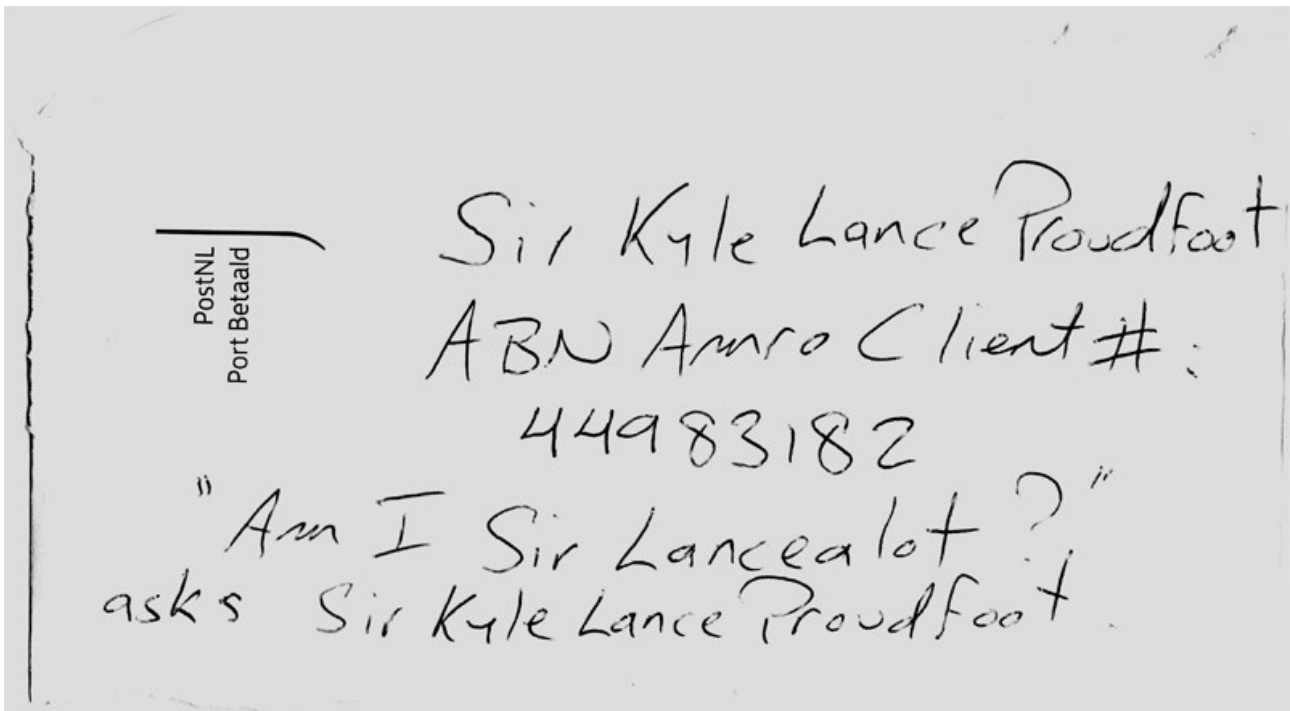 PostNL
Port Betaald
Sir Kyle Lance Proudfoot
ABN Amro Client #:
44983182
"Am I Sir Lancealot?"
asks Sir Kyle Lance Proudfoot.